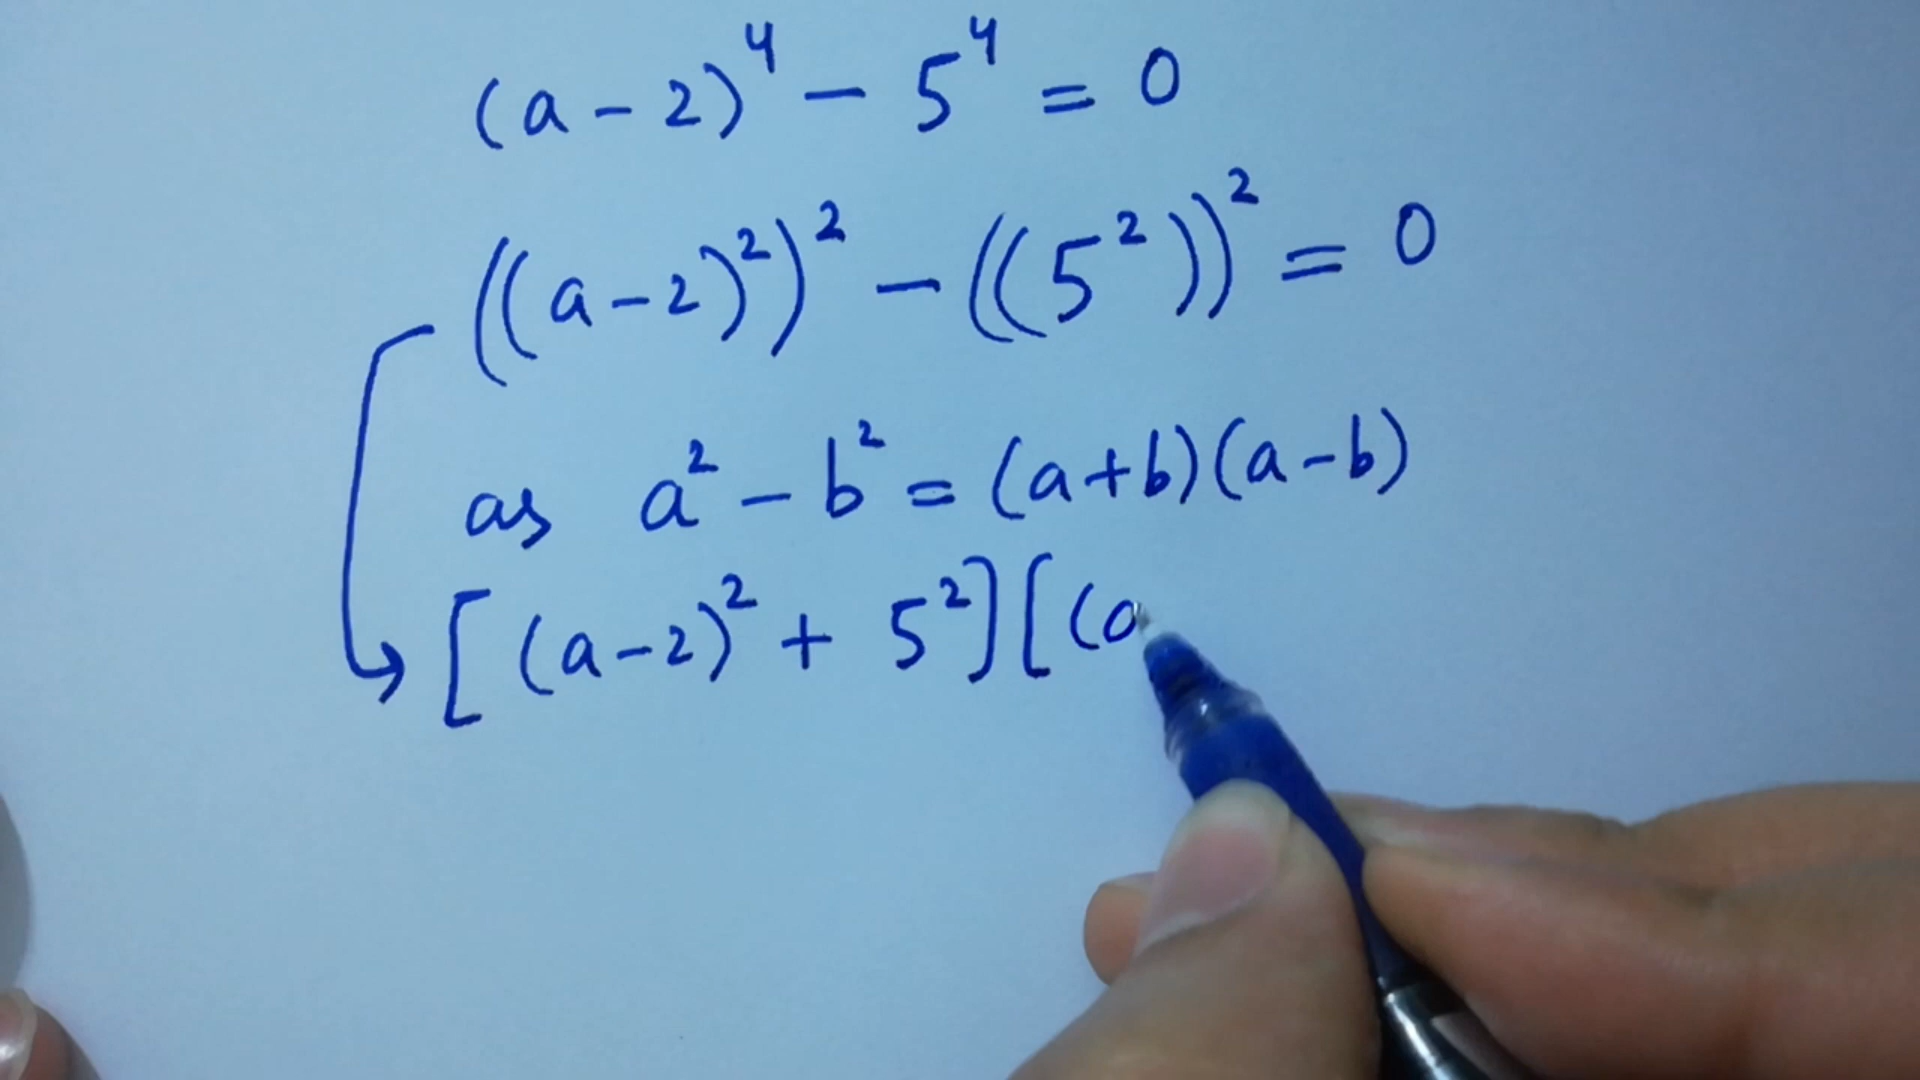 (a - 2)⁴ - 5⁴ = 0
((a - 2)²)² - ((5²))² = 0
as a² - b² = (a + b)(a - b)
[(a - 2)² + 5²][(a